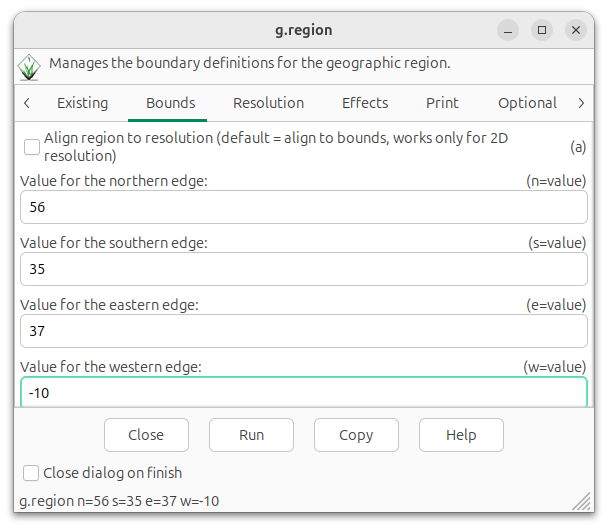 g.region
Manages the boundary definitions for the geographic region.
Existing Bounds Resolution Effects Print Optional
Align region to resolution (default = align to bounds, works only for 2D
resolution) (a)
Value for the northern edge: (n=value)
56
Value for the southern edge: (s=value)
35
Value for the eastern edge: (e=value)
37
Value for the western edge: (w=value)
-10
Close Run Copy Help
Close dialog on finish
g.region n=56 s=35 e=37 w=-10